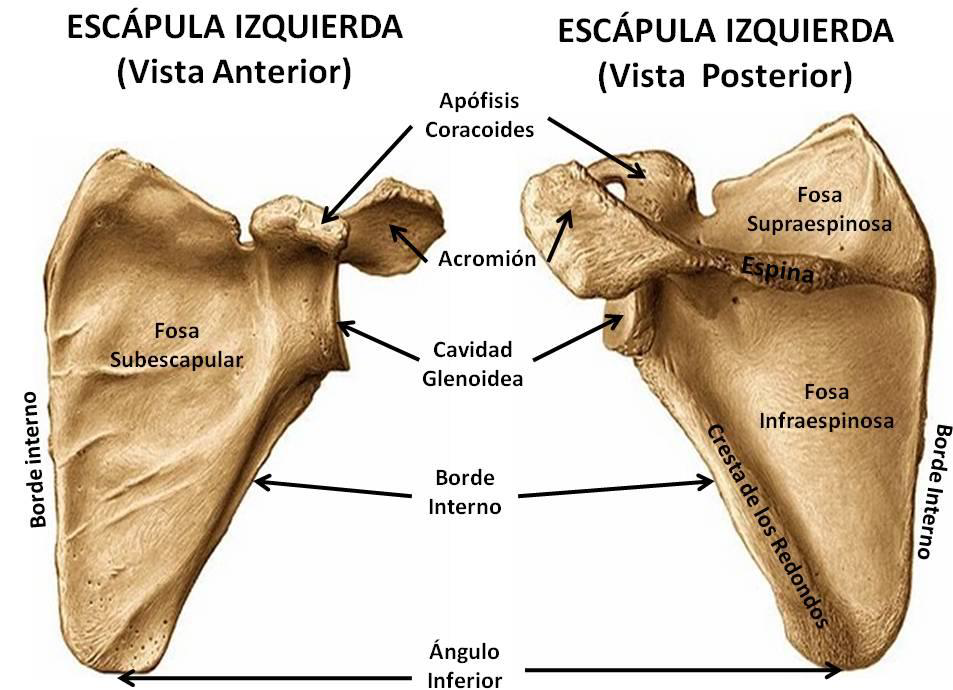 ESCÁPULA IZQUIERDA
(Vista Anterior)
ESCÁPULA IZQUIERDA
(Vista Posterior)
Apófisis
Coracoides
Fosa
Supraespinosa
Acromión
Espina
Fosa
Subescapular
Cavidad
Glenoidea
Fosa
Infraespinosa
Borde interno
Borde
Interno
Cresta de los Redondos
Borde Interno
Ángulo
Inferior